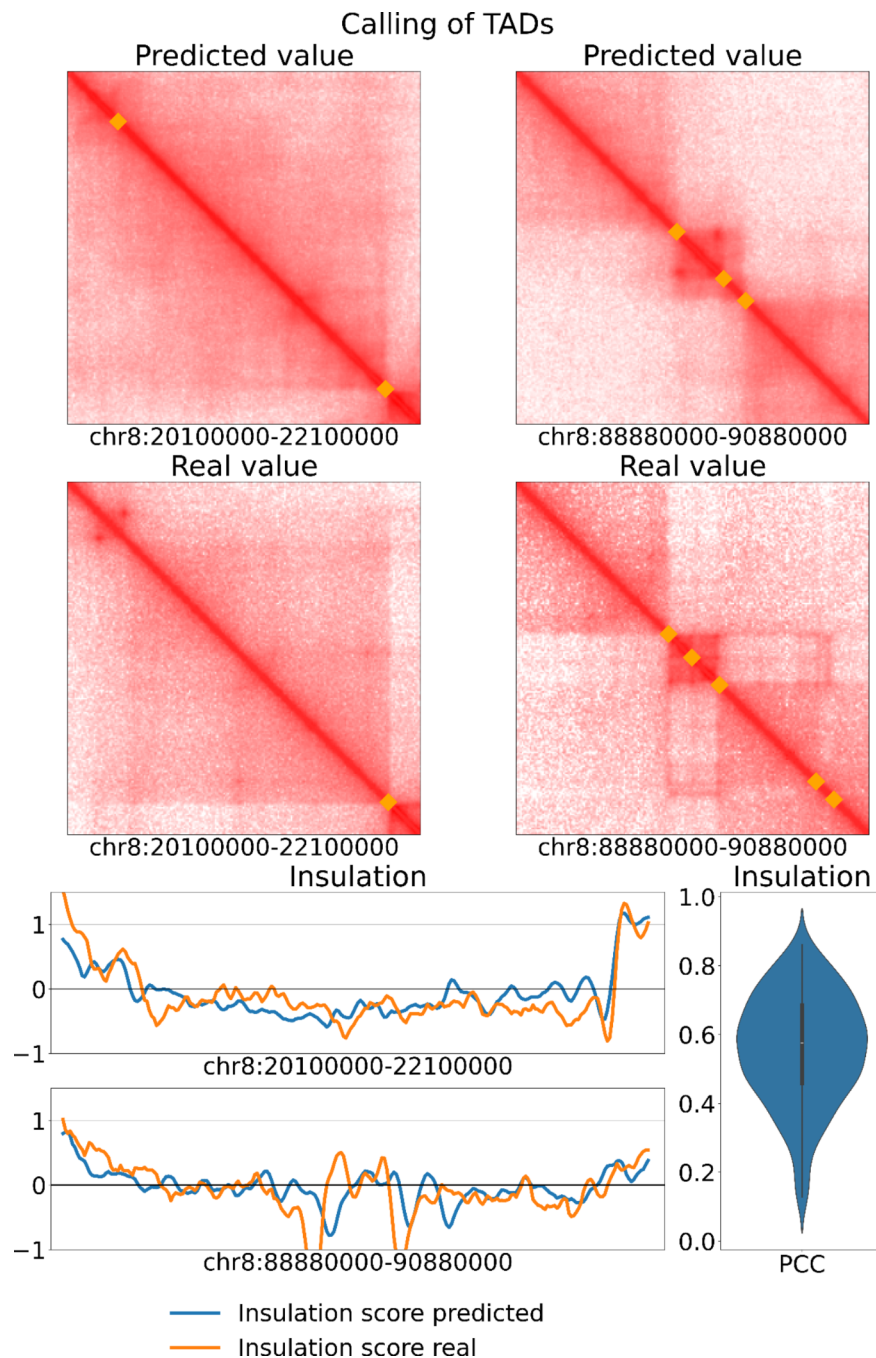 Calling of TADs
Predicted value
Predicted value
chr8:20100000-22100000
chr8:88880000-90880000
Real value
Real value
chr8:20100000-22100000
chr8:88880000-90880000
Insulation
1
0
−1
chr8:20100000-22100000
1
0
−1
chr8:88880000-90880000
Insulation
1.0
0.8
0.6
0.4
0.2
0.0
PCC
Insulation score predicted
Insulation score real